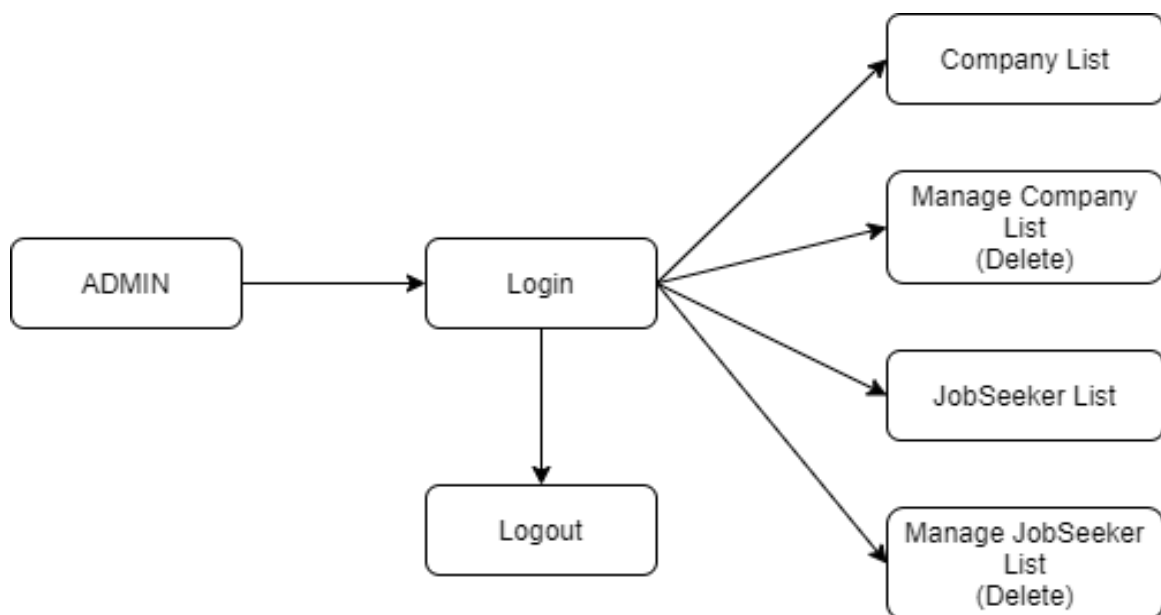 Company List
Manage Company
List
(Delete)
ADMIN
Login
JobSeeker List
Logout
Manage JobSeeker
List
(Delete)